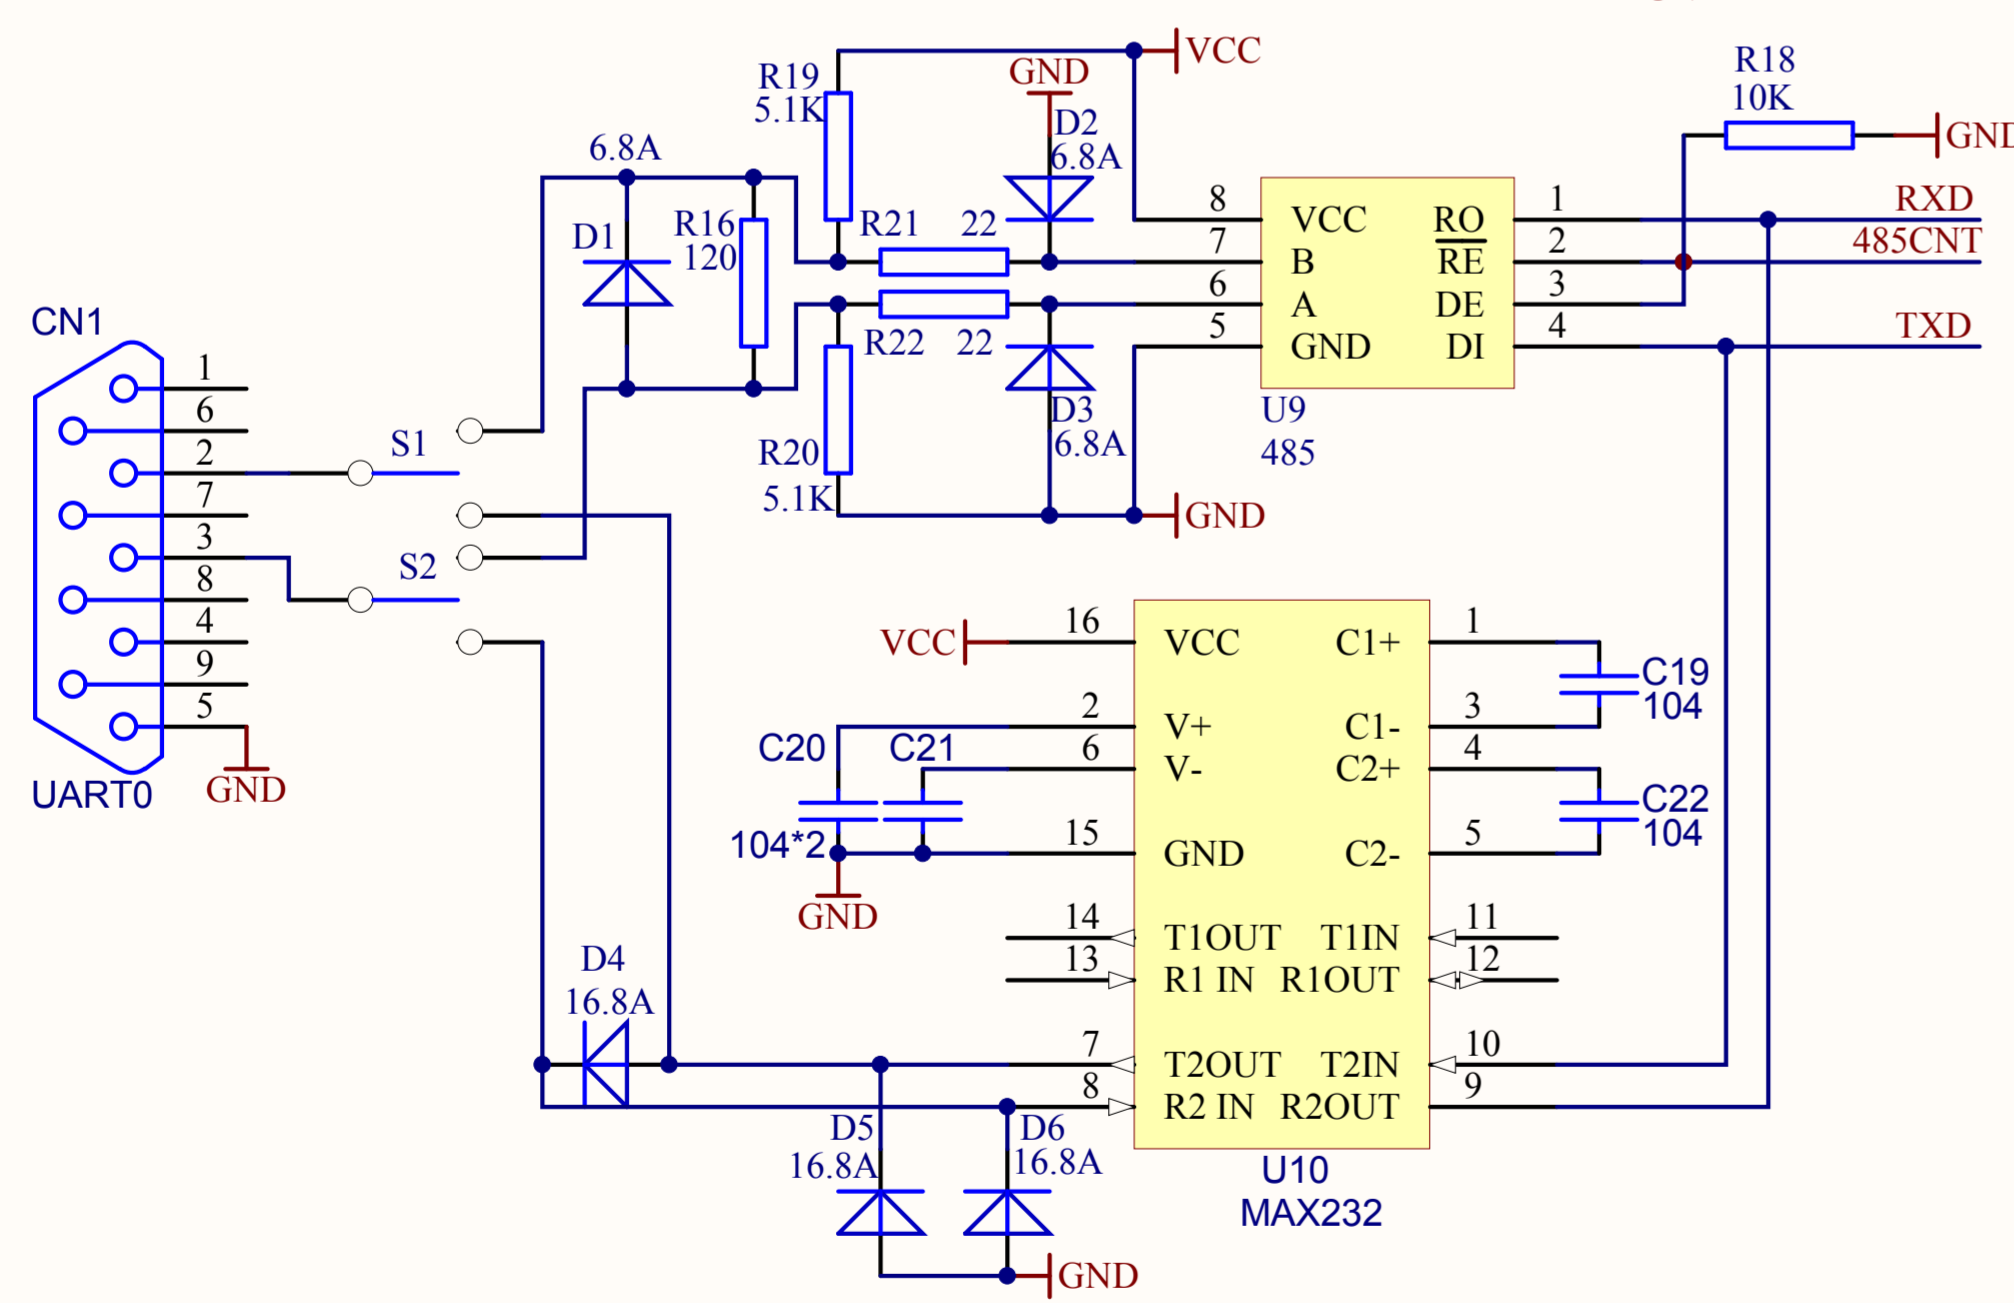 R19
5.1K
VCC
GND
D2
6.8A
R18
10K
GND
6.8A
D1
R16
120
R21 22
R22 22
8 VCC RO 1 RXD
7 B RE 2 485CNT
6 A DE 3
5 GND DI 4 TXD
U9
485
D3
6.8A
R20
5.1K
GND
CN1
1
6
2
7
3
8
4
9
5
S1
S2
UART0
GND
VCC
16 VCC C1+ 1
2 V+ C1- 3
6 V- C2+ 4
15 GND C2- 5
14 T1OUT T1IN 11
13 R1 IN R1OUT 12
7 T2OUT T2IN 10
8 R2 IN R2OUT 9
C19
104
C22
104
C20 C21
104*2
GND
D4
16.8A
D5
16.8A
D6
16.8A
U10
MAX232
GND